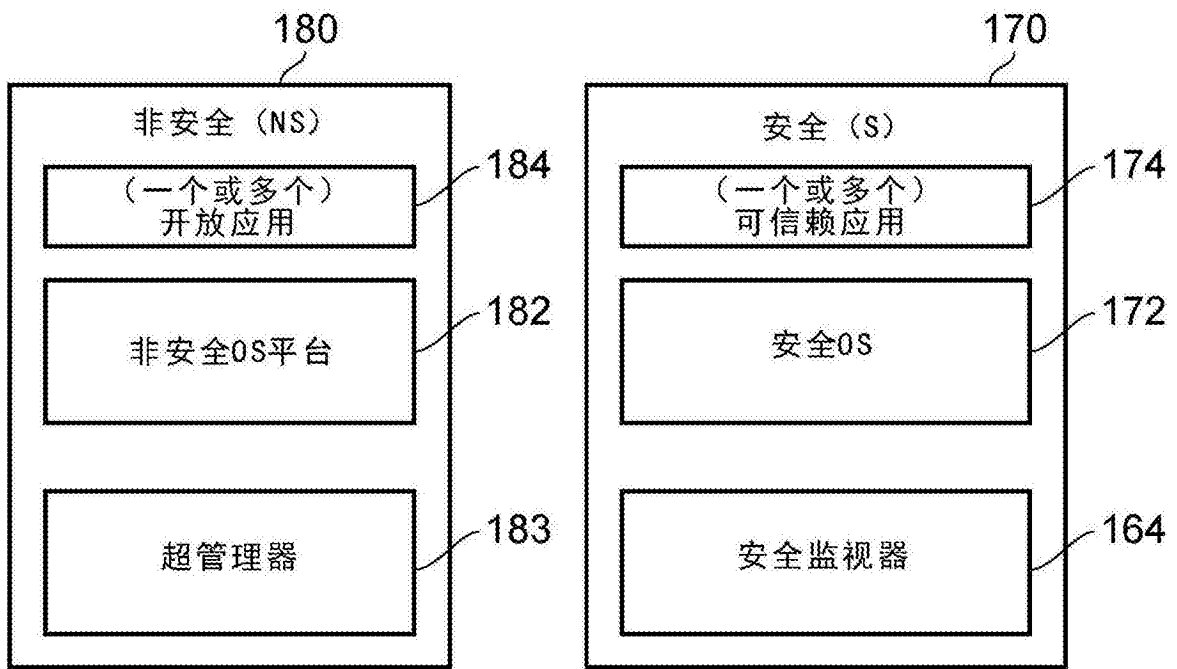 180
170
非安全（NS）
安全（S）
（一个或多个）
开放应用
184
（一个或多个）
可信赖应用
174
非安全OS平台
182
安全OS
172
超管理器
183
安全监视器
164